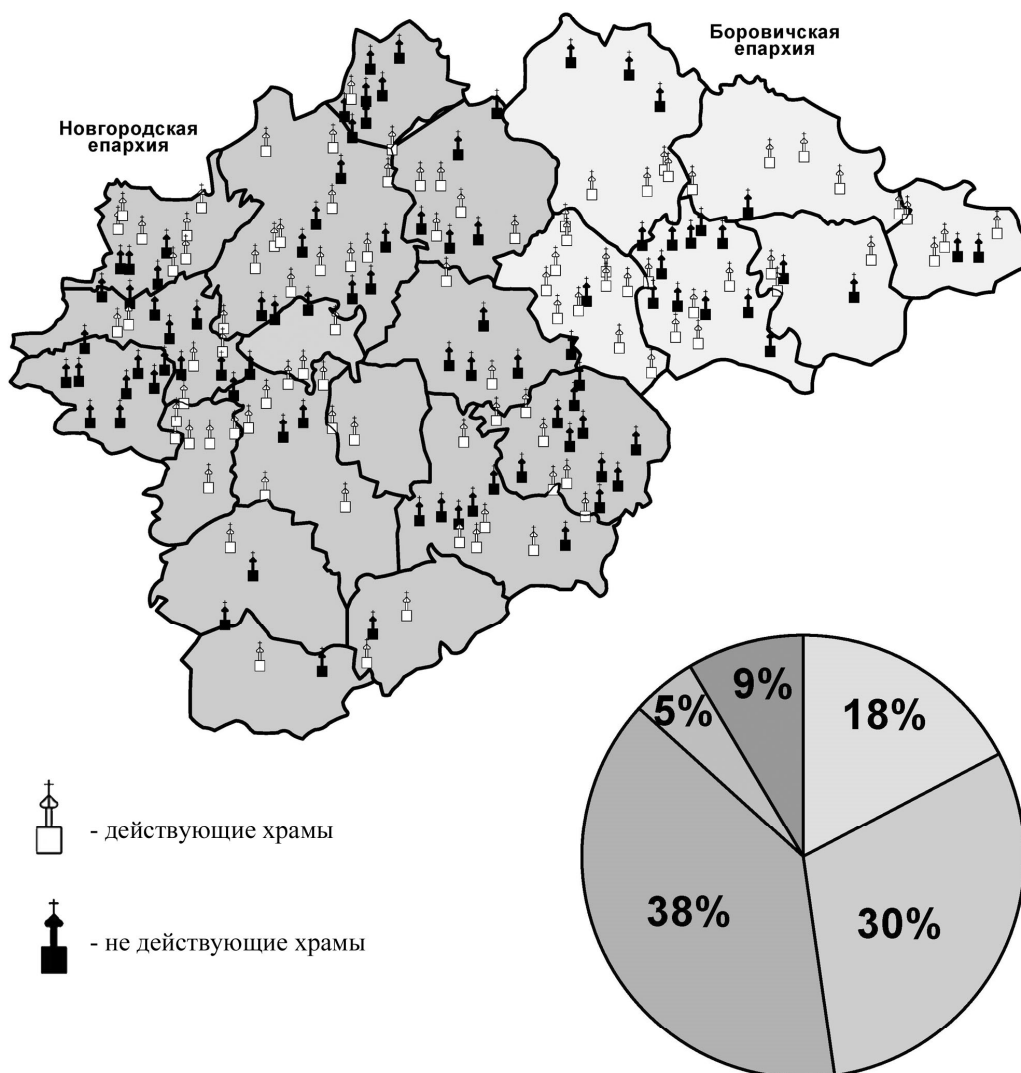 Боровичская
епархия
Новгородская
епархия
9%
5%
18%
38%
30%
- действующие храмы
- не действующие храмы